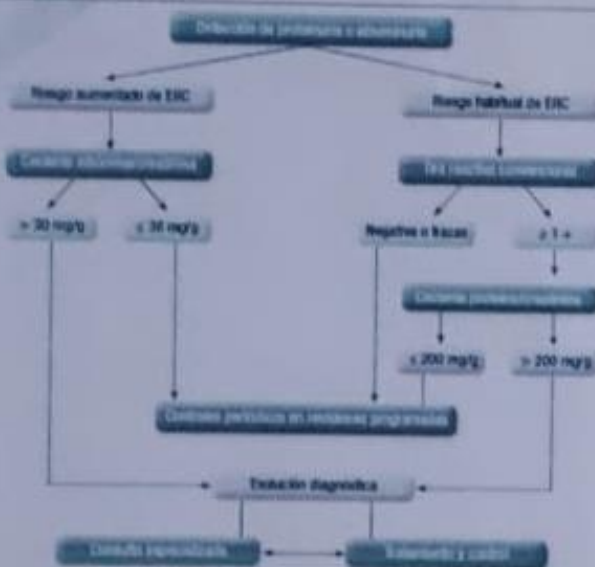 Detección de proteinuria o albuminuria
Riesgo aumentado de ERC
Riesgo habitual de ERC
Cociente albúmina/creatinina
Tira reactiva convencional
> 30 mg/g
≤ 30 mg/g
Negativa o trazas
≥ 1 +
Cociente proteína/creatinina
≤ 200 mg/g
> 200 mg/g
Controles periódicos en revisiones programadas
Evolución diagnóstica
Consulta especializada
Tratamiento y control